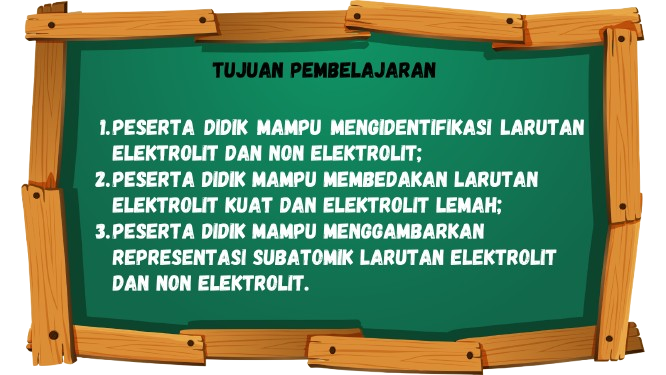 TUJUAN PEMBELAJARAN
1. PESERTA DIDIK MAMPU MENGIDENTIFIKASI LARUTAN
ELEKTROLIT DAN NON ELEKTROLIT;
2. PESERTA DIDIK MAMPU MEMBEDAKAN LARUTAN
ELEKTROLIT KUAT DAN ELEKTROLIT LEMAH;
3. PESERTA DIDIK MAMPU MENGGAMBARKAN
REPRESENTASI SUBATOMIK LARUTAN ELEKTROLIT
DAN NON ELEKTROLIT.